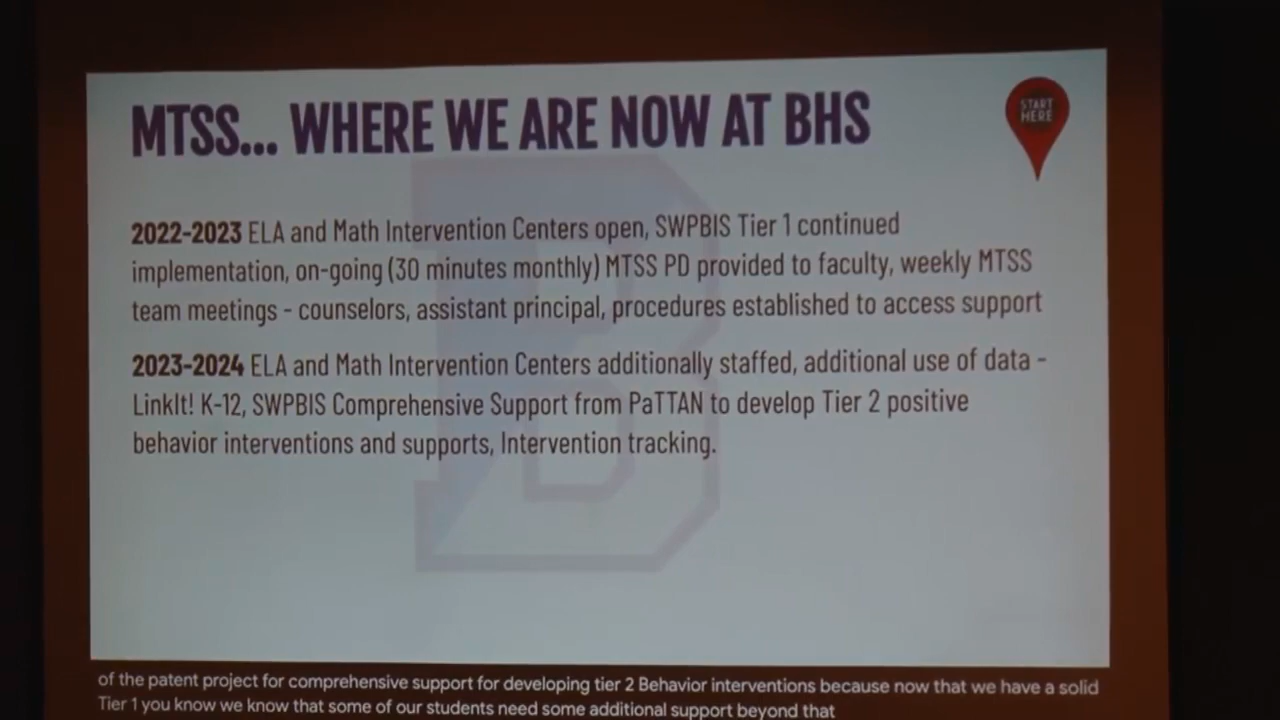 MTSS... WHERE WE ARE NOW AT BHS
START
HERE
2022-2023 ELA and Math Intervention Centers open, SWPBIS Tier 1 continued
implementation, on-going (30 minutes monthly) MTSS PD provided to faculty, weekly MTSS
team meetings - counselors, assistant principal, procedures established to access support
2023-2024 ELA and Math Intervention Centers additionally staffed, additional use of data -
LinkIt! K-12, SWPBIS Comprehensive Support from PaTTAN to develop Tier 2 positive
behavior interventions and supports, Intervention tracking.
B
of the patent project for comprehensive support for developing tier 2 Behavior interventions because now that we have a solid
Tier 1 you know we know that some of our students need some additional support beyond that